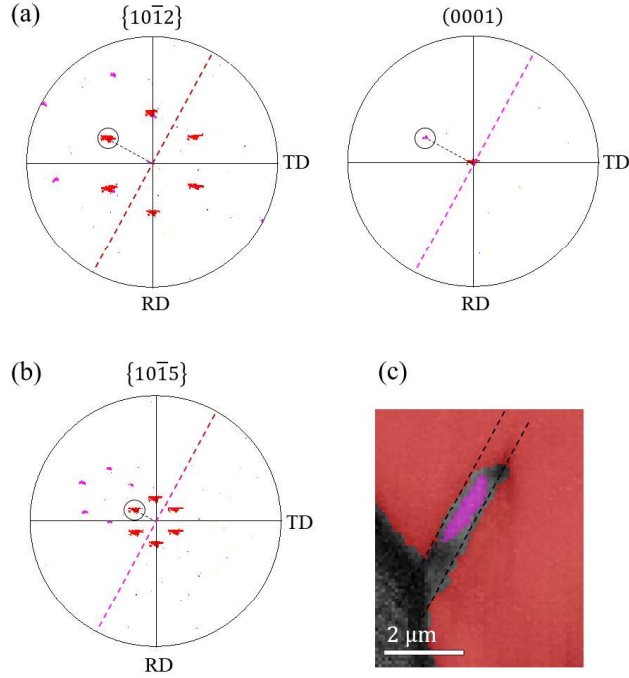 (a)
{101̅2}
(0001)
TD
TD
RD
RD
(b)
{101̅5}
(c)
TD
RD
2 μm